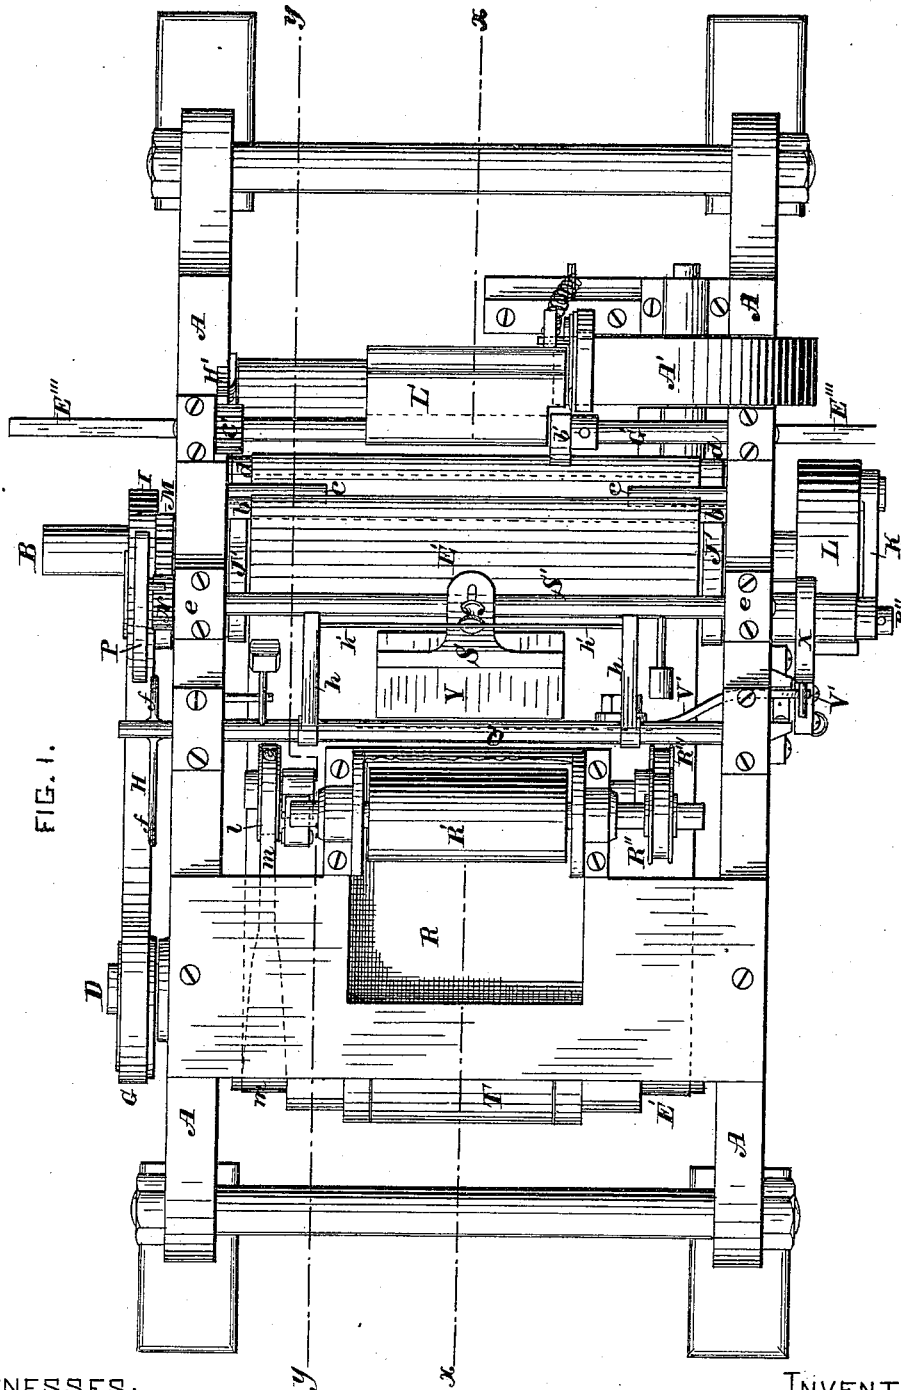 FIG. 1.
y
x
A
A
H'
E'''
E'''
C'
L'
A'
b'
G'
d
d
c
c
b
b
I
M
B
J'
J'
E'
L
K
N
e
e
S''
P
B''
h'
h
S
X
f
h
h
Y
V'
V'
Q
H
f
l
m
R'
R''
R'''
R
D
G
m
T
E'
A
A
y
x
NESSES:
INVENT